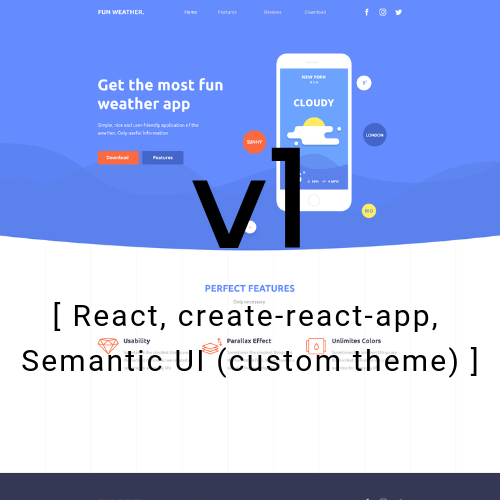 FUN WEATHER.
Home Features Reviews Download
Get the most fun
weather app
Simple, nice and user-friendly application of the
weather. Only useful information
Download Features
NEW YORK
CLOUDY
8°
SUNNY
LONDON
RIO
v1
PERFECT FEATURES
Only necessary
[ React, create-react-app,
Usability Parallax Effect Unlimites Colors
Semantic UI (custom theme) ]